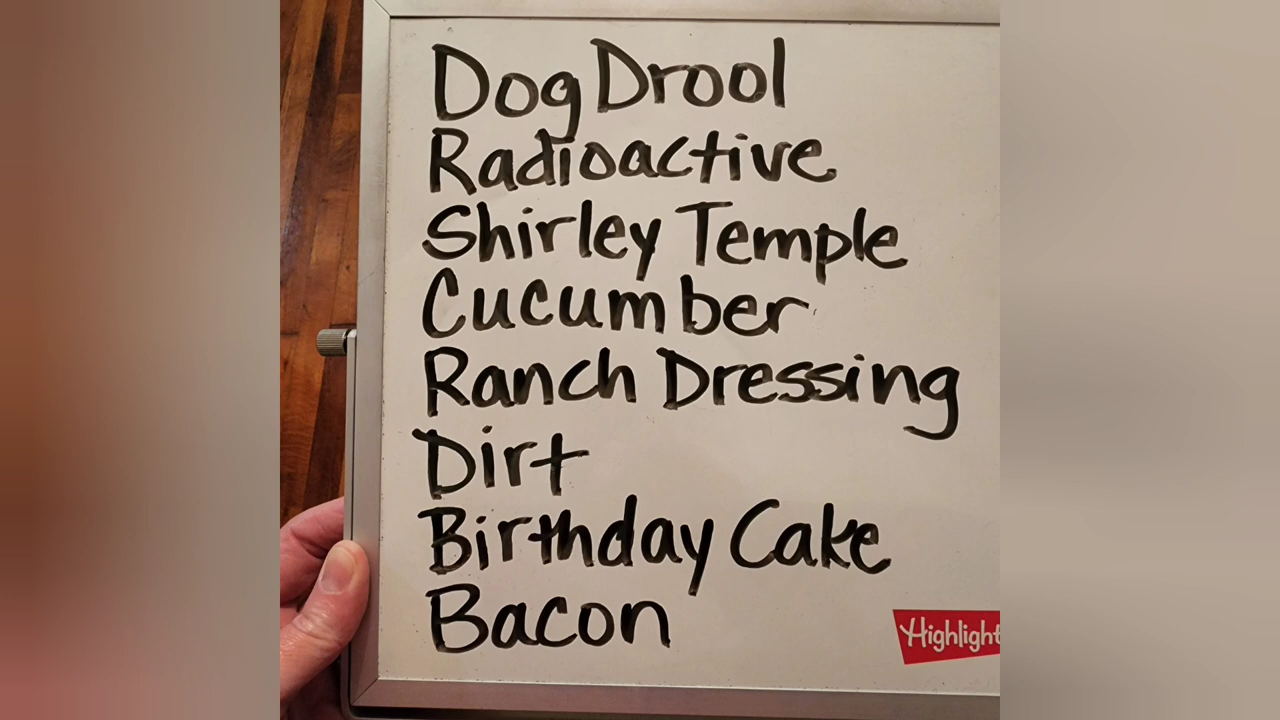 Dog Drool
Radioactive
Shirley Temple
Cucumber
Ranch Dressing
Dirt
Birthday Cake
Bacon
Highlight